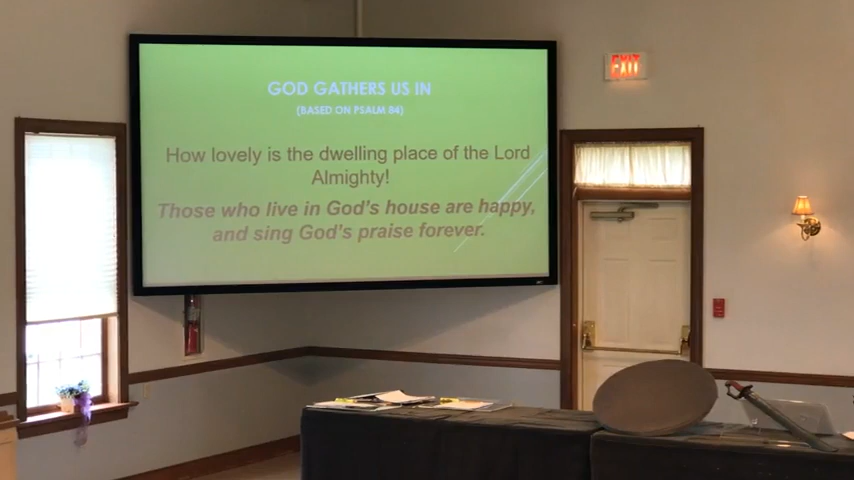 GOD GATHERS US IN
(BASED ON PSALM 84)
EXIT
How lovely is the dwelling place of the Lord
Almighty!
Those who live in God's house are happy,
and sing God's praise forever.